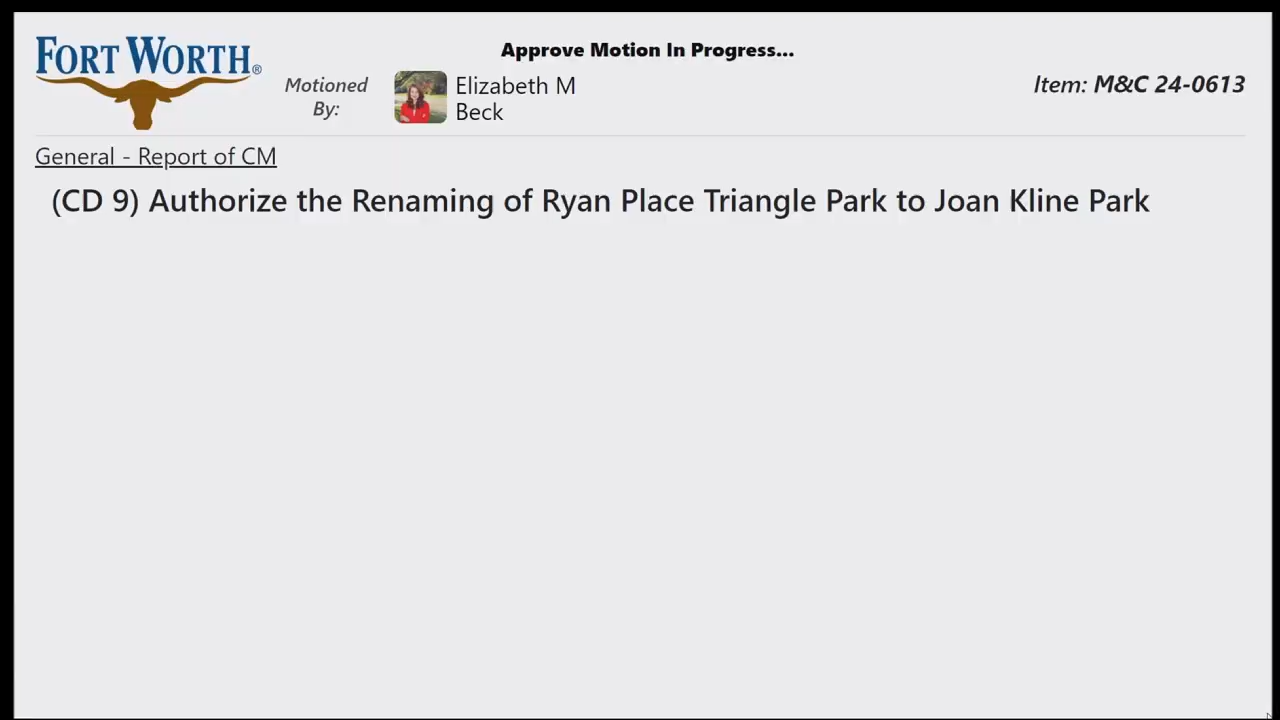 Approve Motion In Progress...
FORT WORTH®
Motioned
By:
Elizabeth M
Beck
Item: M&C 24-0613
General - Report of CM
(CD 9) Authorize the Renaming of Ryan Place Triangle Park to Joan Kline Park